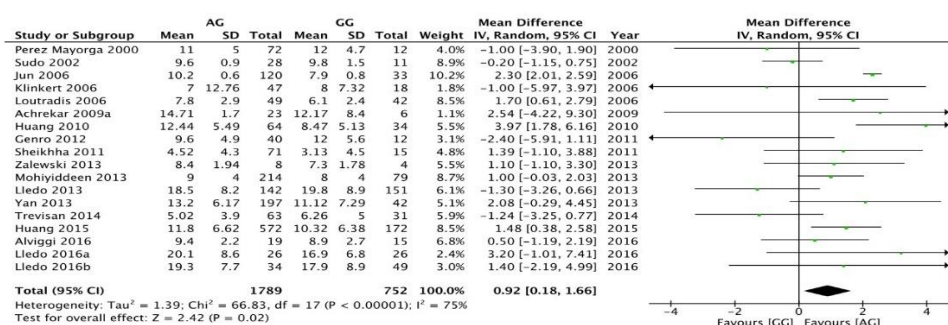 AG GG Mean Difference Mean Difference
Study or Subgroup Mean SD Total Mean SD Total Weight IV, Random, 95% CI Year IV, Random, 95% CI
Perez Mayorga 2000 11 5 72 12 4.7 12 4.0% -1.00 [-3.90, 1.90] 2000
Sudo 2002 9.6 0.9 28 9.8 1.5 11 8.2% -0.20 [-1.15, 0.75] 2002
Jun 2006 10.2 0.6 120 7.9 0.8 33 10.2% 2.30 [2.01, 2.59] 2006
Klinkert 2006 7 12.76 47 8 7.32 18 1.8% -1.00 [-5.97, 3.97] 2006
Loutradis 2006 7.8 2.9 49 6.1 2.4 42 7.8% 1.70 [0.61, 2.79] 2006
Achrekar 2009a 14.71 1.7 23 12.17 8.4 6 1.1% 2.54 [-4.22, 9.30] 2009
Huang 2010 12.44 5.49 64 8.47 5.13 34 5.3% 3.97 [1.78, 6.16] 2010
Genro 2012 9.6 4.9 40 12 5.6 12 3.1% -2.40 [-5.91, 1.11] 2011
Sheikhha 2011 4.52 4.3 71 3.13 4.5 15 4.7% 1.39 [-1.10, 3.88] 2011
Zalewski 2013 8.4 1.94 8 7.3 1.78 4 5.2% 1.10 [-1.10, 3.30] 2013
Mohiyiddeen 2013 9 4 214 8 4 79 8.0% 1.00 [-0.03, 2.03] 2013
Lledo 2013 18.5 8.2 142 19.8 8.9 151 5.8% -1.30 [-3.26, 0.66] 2013
Yan 2013 13.2 6.17 197 11.12 7.29 42 5.0% 2.08 [-0.29, 4.45] 2013
Trevisan 2014 5.02 3.9 63 6.26 5 31 5.7% -1.24 [-3.25, 0.77] 2014
Huang 2015 11.8 6.62 572 10.32 6.38 172 7.8% 1.48 [0.38, 2.58] 2015
Alviggi 2016 9.4 2.2 19 8.9 2.7 15 6.4% 0.50 [-1.19, 2.19] 2016
Lledo 2016a 20.1 8.6 26 16.9 6.8 26 2.4% 3.20 [-1.01, 7.41] 2016
Lledo 2016b 19.3 7.7 34 17.9 8.9 49 3.0% 1.40 [-2.19, 4.99] 2016
Total (95% CI) 1789 752 100.0% 0.92 [0.18, 1.66]
Heterogeneity: Tau² = 1.39; Chi² = 66.83, df = 17 (P < 0.00001); I² = 75%
Test for overall effect: Z = 2.42 (P = 0.02)
-4 -2 0 2 4
Favours [GG] Favours [AG]